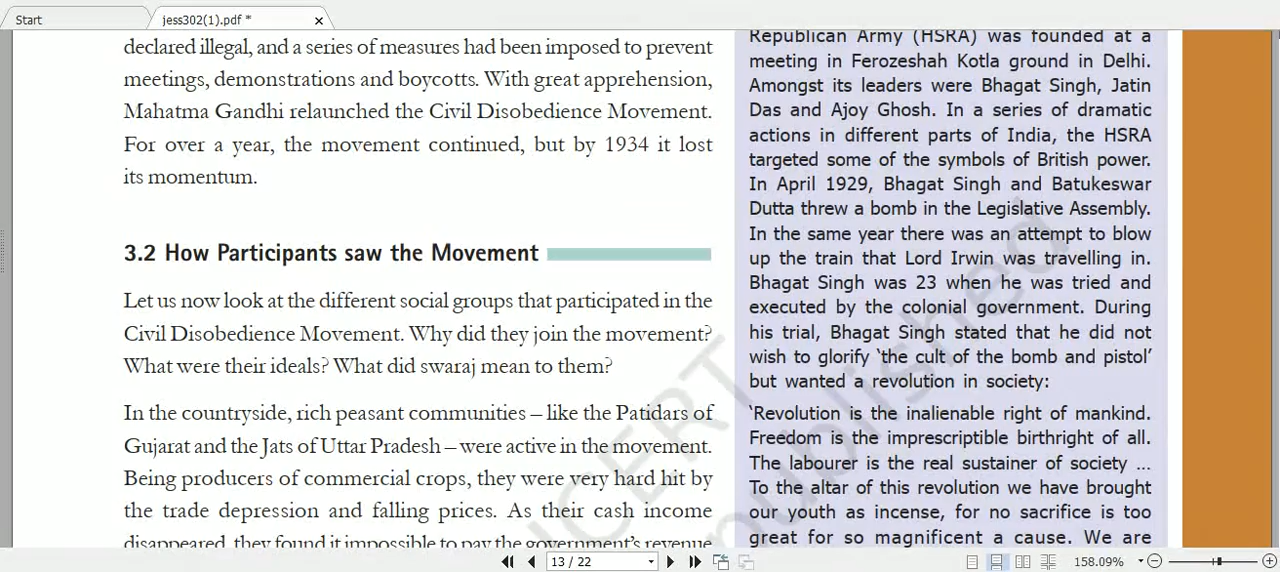 Start
jess302(1).pdf *
declared illegal, and a series of measures had been imposed to prevent
meetings, demonstrations and boycotts. With great apprehension,
Mahatma Gandhi relaunched the Civil Disobedience Movement.
For over a year, the movement continued, but by 1934 it lost
its momentum.
3.2 How Participants saw the Movement
Let us now look at the different social groups that participated in the
Civil Disobedience Movement. Why did they join the movement?
What were their ideals? What did swaraj mean to them?
In the countryside, rich peasant communities – like the Patidars of
Gujarat and the Jats of Uttar Pradesh – were active in the movement.
Being producers of commercial crops, they were very hard hit by
the trade depression and falling prices. As their cash income
disappeared, they found it impossible to pay the government's revenue
Republican Army (HSRA) was founded at a
meeting in Ferozeshah Kotla ground in Delhi.
Amongst its leaders were Bhagat Singh, Jatin
Das and Ajoy Ghosh. In a series of dramatic
actions in different parts of India, the HSRA
targeted some of the symbols of British power.
In April 1929, Bhagat Singh and Batukeswar
Dutta threw a bomb in the Legislative Assembly.
In the same year there was an attempt to blow
up the train that Lord Irwin was travelling in.
Bhagat Singh was 23 when he was tried and
executed by the colonial government. During
his trial, Bhagat Singh stated that he did not
wish to glorify 'the cult of the bomb and pistol'
but wanted a revolution in society:
'Revolution is the inalienable right of mankind.
Freedom is the imprescriptible birthright of all.
The labourer is the real sustainer of society ...
To the altar of this revolution we have brought
our youth as incense, for no sacrifice is too
great for so magnificent a cause. We are
NCERT
published
13 / 22
158.09%